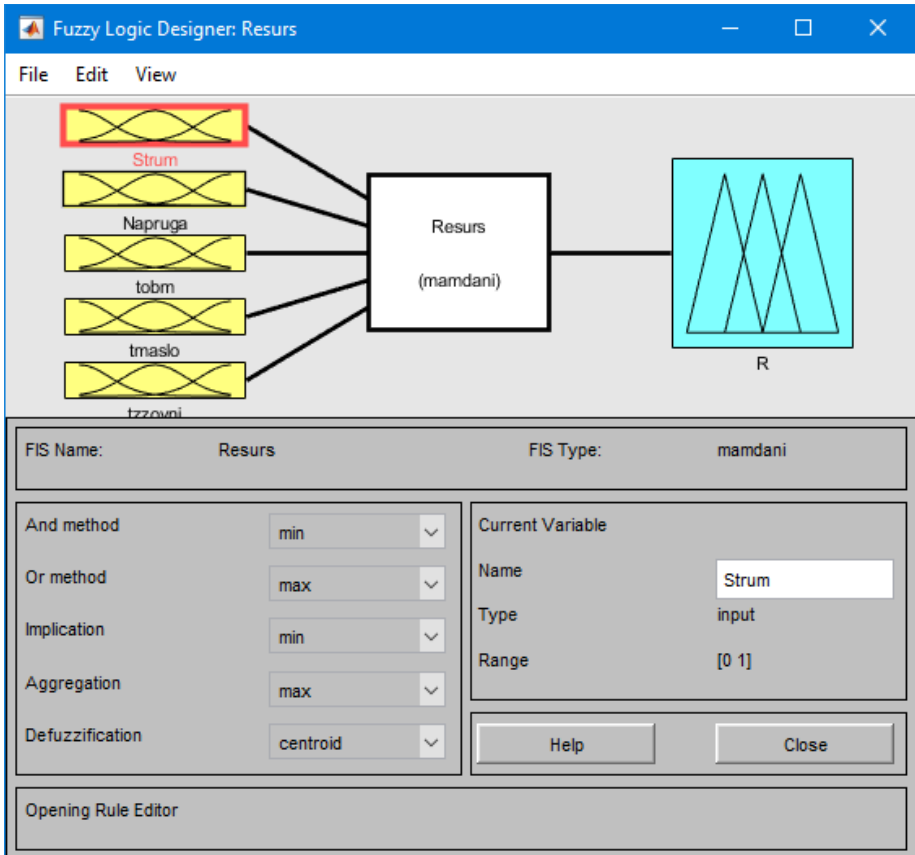 Fuzzy Logic Designer: Resurs
File Edit View
Strum
Napruga
tobm
tmaslo
tzzovni
Resurs
(mamdani)
R
FIS Name: Resurs FIS Type: mamdani
And method min
Or method max
Implication min
Aggregation max
Defuzzification centroid
Current Variable
Name Strum
Type input
Range [0 1]
Help Close
Opening Rule Editor